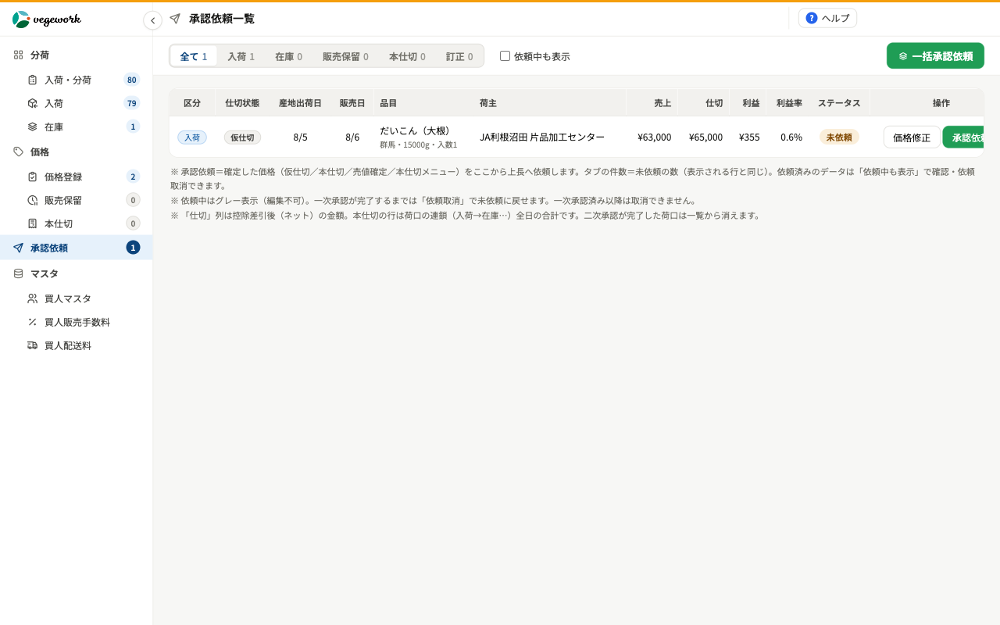 vegework
承認依頼一覧
? ヘルプ
分荷
入荷・分荷 80
入荷 79
在庫 1
価格
価格登録 2
販売保留 0
本仕切 0
承認依頼 1
マスタ
買人マスタ
買人販売手数料
買人配送料
全て 1 入荷 1 在庫 0 販売保留 0 本仕切 0 訂正 0 依頼中も表示 一括承認依頼
区分 仕切状態 産地出荷日 販売日 品目 荷主 売上 仕切 利益 利益率 ステータス 操作
入荷 仮仕切 8/5 8/6 だいこん（大根） JA利根沼田 片品加工センター ¥63,000 ¥65,000 ¥355 0.6% 未依頼 価格修正 承認依
群馬・15000g・入数1
※ 承認依頼＝確定した価格（仮仕切／本仕切／売値確定／本仕切メニュー）をここから上長へ依頼します。タブの件数＝未依頼の数（表示される行と同じ）。依頼済みのデータは「依頼中も表示」で確認・依頼
取消できます。
※ 依頼中はグレー表示（編集不可）。一次承認が完了するまでは「依頼取消」で未依頼に戻せます。一次承認済み以降は取消できません。
※ 「仕切」列は控除差引後（ネット）の金額。本仕切の行は荷口の連鎖（入荷→在庫…）全日の合計です。二次承認が完了した荷口は一覧から消えます。